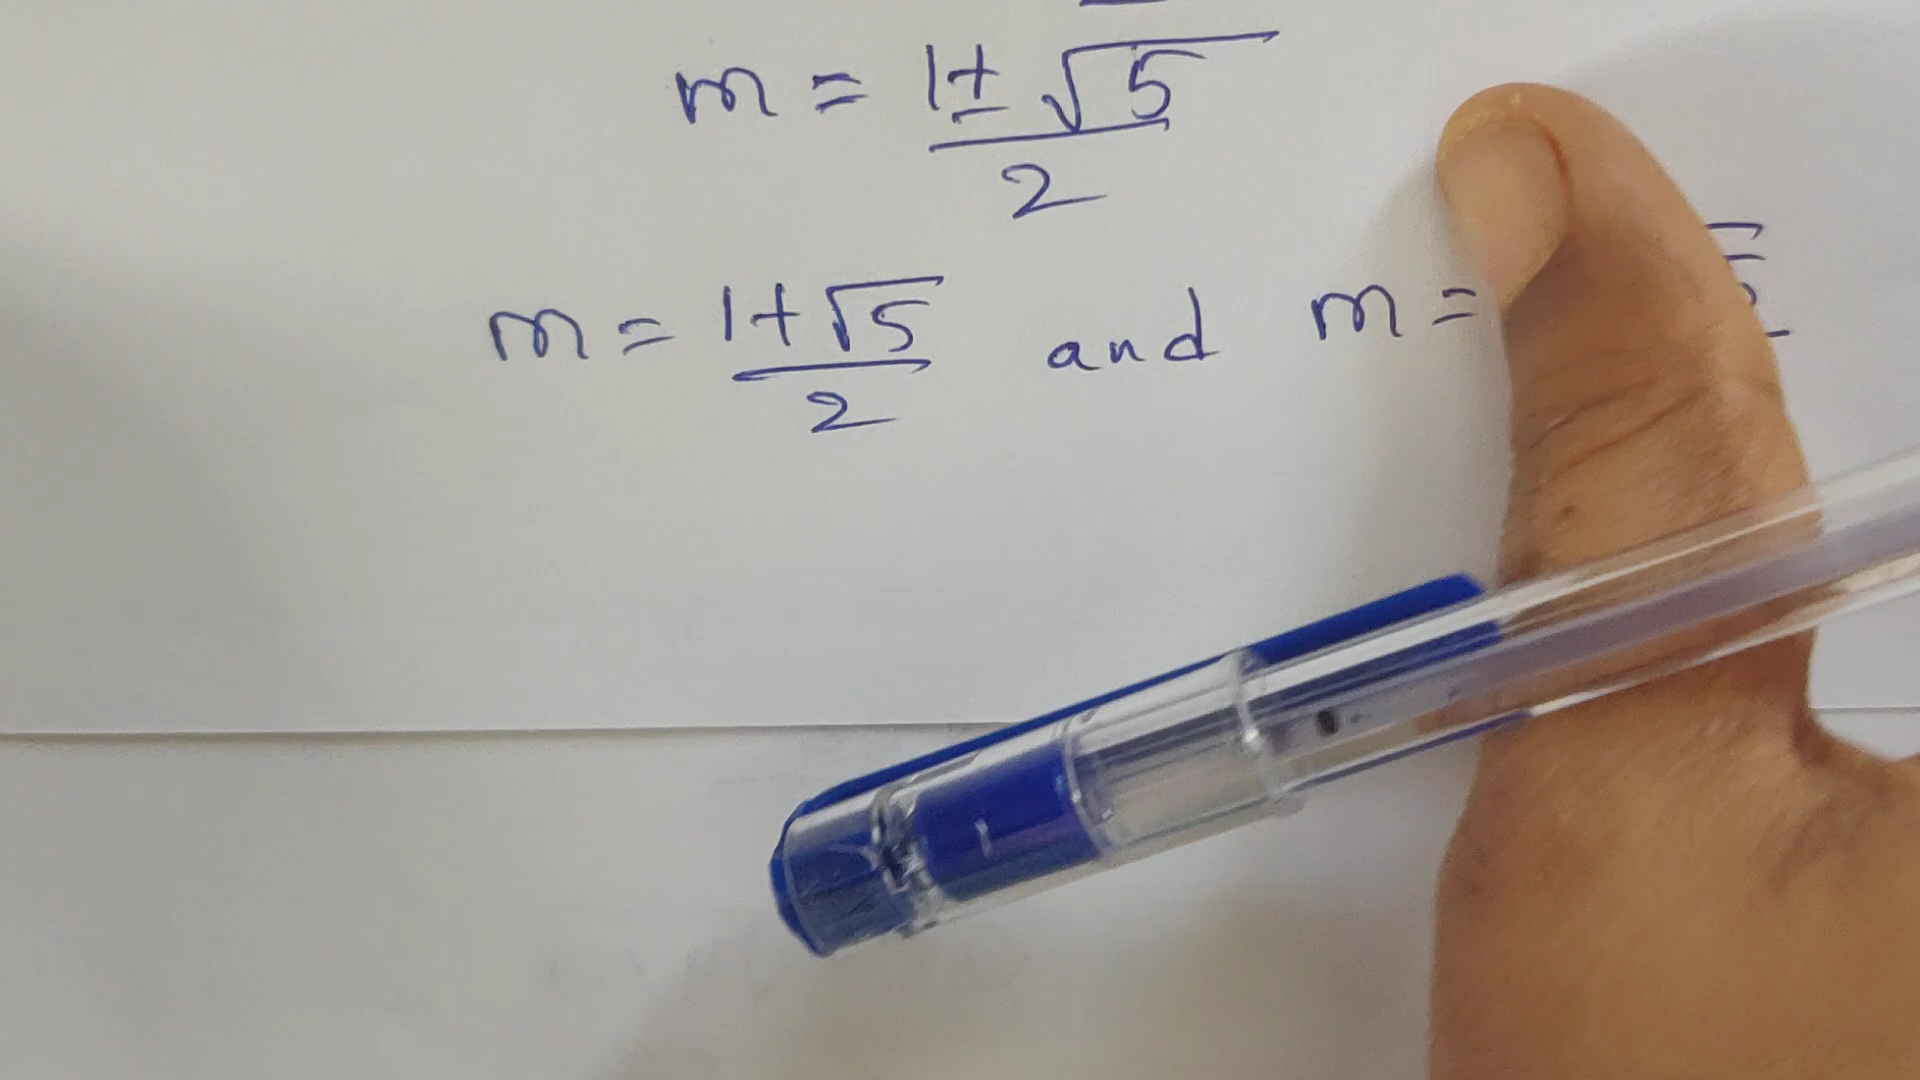 m = 1 ± √5 / 2
m = 1 + √5 / 2 and m =